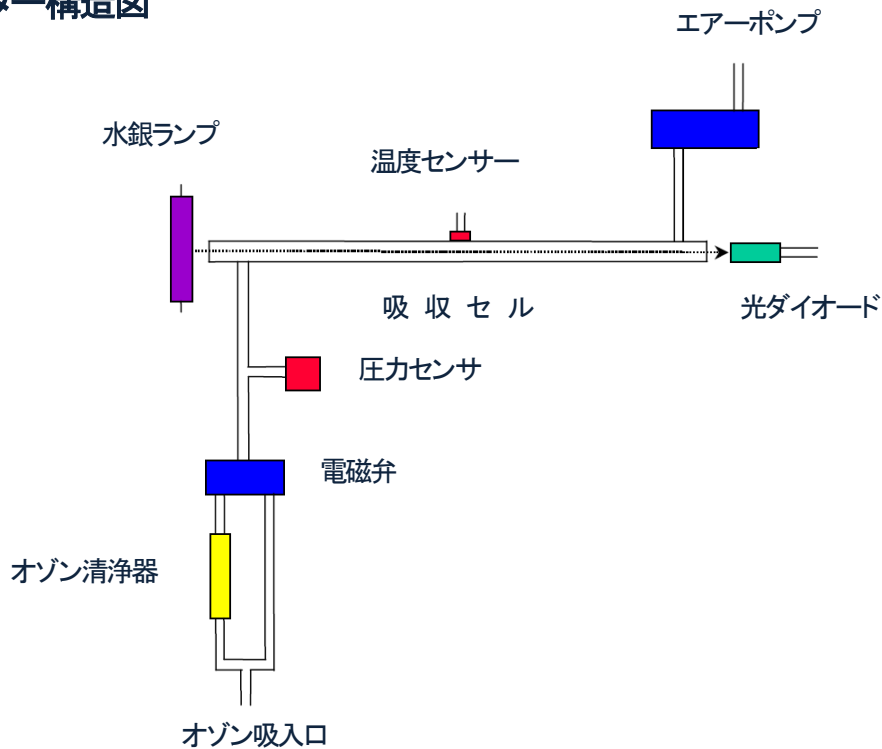 ー構造図
エアーポンプ
水銀ランプ
温度センサー
吸 収 セ ル
光ダイオード
圧力センサ
電磁弁
オゾン清浄器
オゾン吸入口